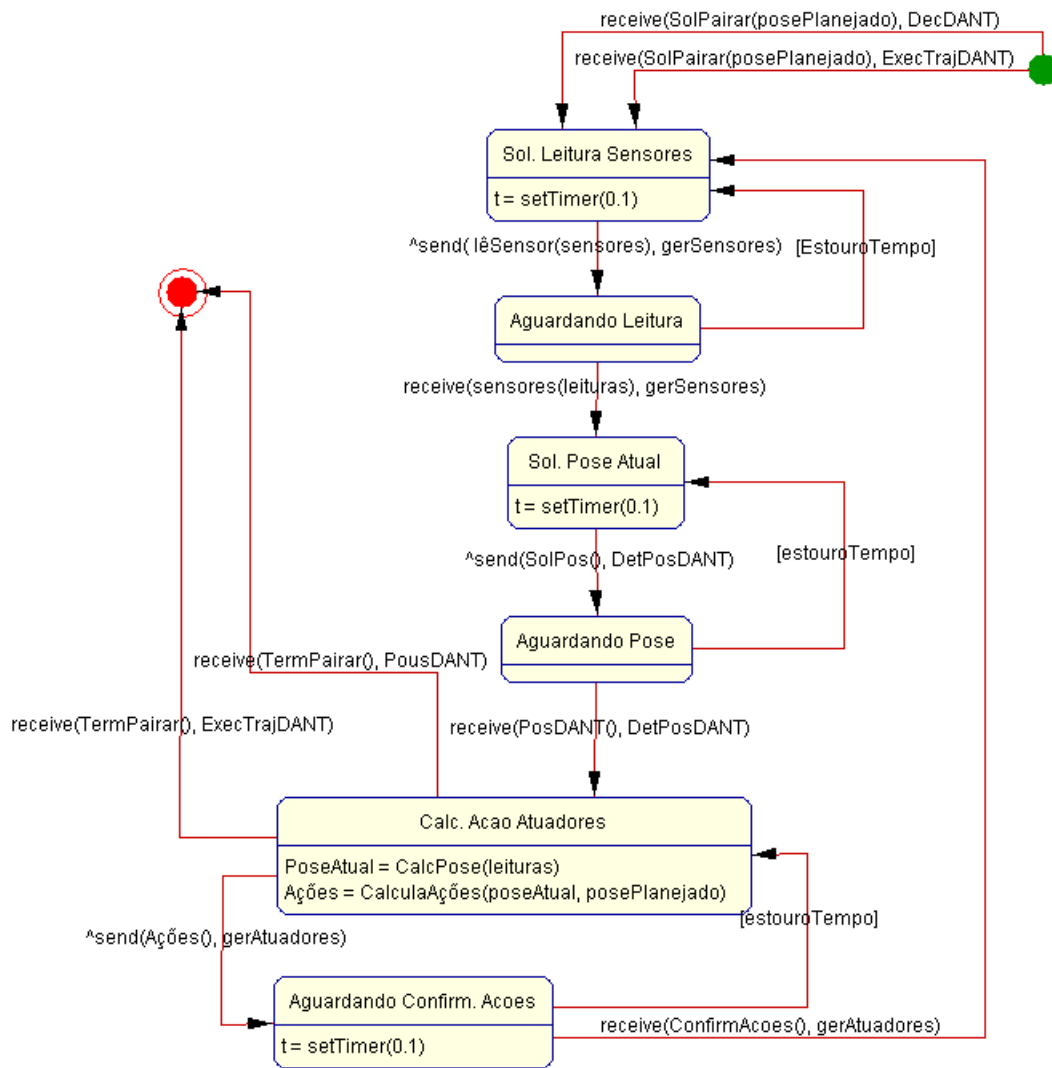 receive(SolPairar(posePlanejado), DecDANT)
receive(SolPairar(posePlanejado), ExecTrajDANT)
Sol. Leitura Sensores
t = setTimer(0.1)
^send( lêSensor(sensores), gerSensores)
[EstouroTempo]
Aguardando Leitura
receive(sensores(leituras), gerSensores)
Sol. Pose Atual
t = setTimer(0.1)
^send(SolPos(), DetPosDANT)
[estouroTempo]
Aguardando Pose
receive(TermPairar(), PousDANT)
receive(TermPairar(), ExecTrajDANT)
receive(PosDANT(), DetPosDANT)
Calc. Acao Atuadores
PoseAtual = CalcPose(leituras)
Ações = CalculaAções(poseAtual, posePlanejado)
[estouroTempo]
^send(Ações(), gerAtuadores)
Aguardando Confirm. Acoes
t = setTimer(0.1)
receive(ConfirmAcoes(), gerAtuadores)